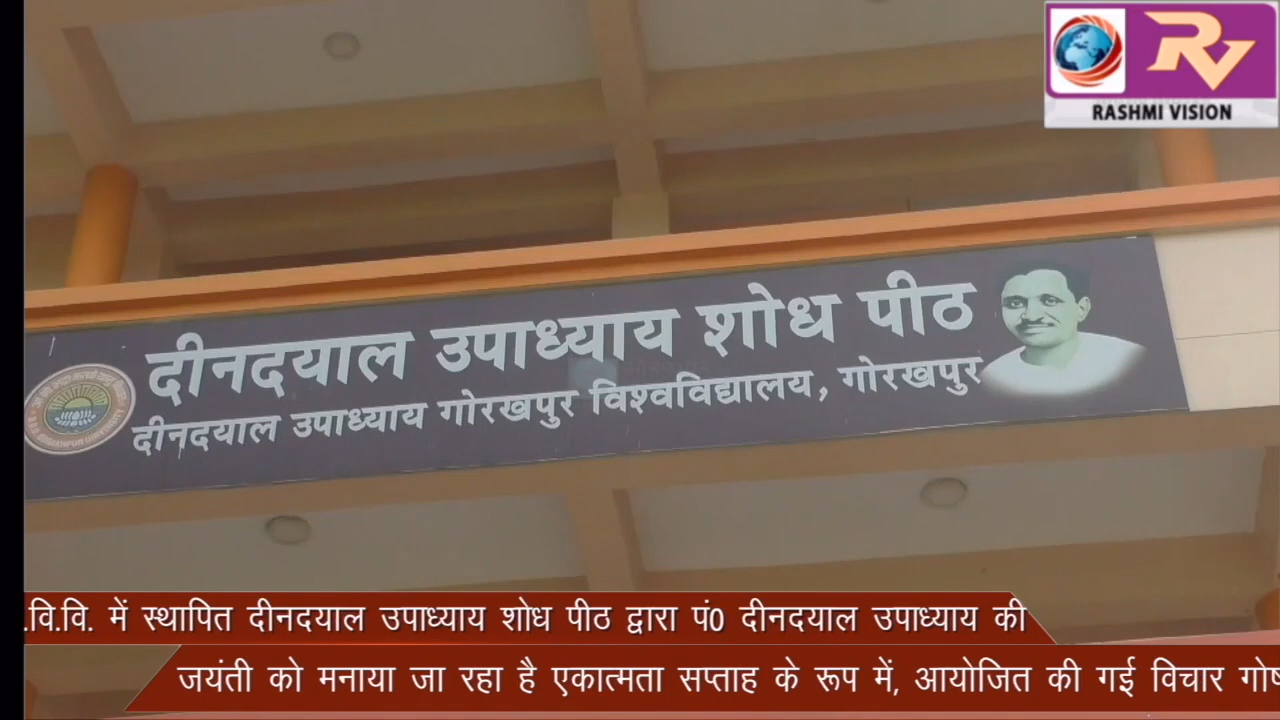 RASHMI VISION
दीनदयाल उपाध्याय शोध पीठ
दीनदयाल उपाध्याय गोरखपुर विश्वविद्यालय, गोरखपुर
.वि.वि. में स्थापित दीनदयाल उपाध्याय शोध पीठ द्वारा पं0 दीनदयाल उपाध्याय की
जयंती को मनाया जा रहा है एकात्मता सप्ताह के रूप में, आयोजित की गई विचार